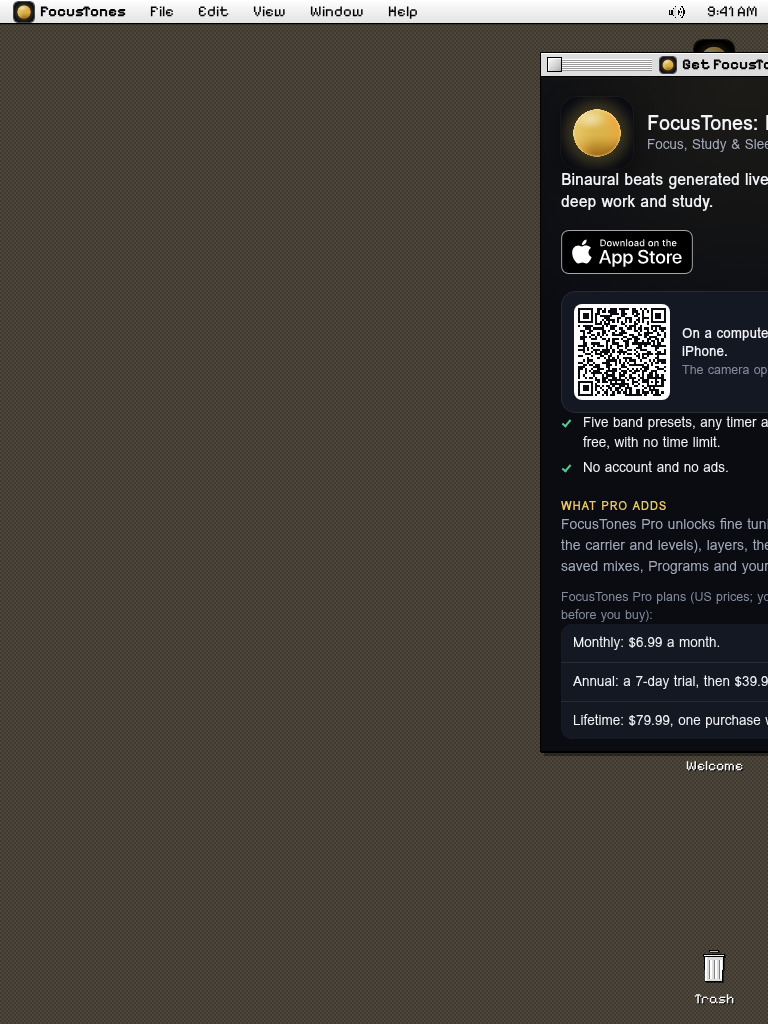 FocusTones File Edit View Window Help 9:41 AM
Get FocusTo
FocusTones:
Focus, Study & Slee
Binaural beats generated live
deep work and study.
Download on the
App Store
On a compute
iPhone.
The camera op
Five band presets, any timer a
free, with no time limit.
No account and no ads.
WHAT PRO ADDS
FocusTones Pro unlocks fine tuni
the carrier and levels), layers, the
saved mixes, Programs and your
FocusTones Pro plans (US prices; yo
before you buy):
Monthly: $6.99 a month.
Annual: a 7-day trial, then $39.9
Lifetime: $79.99, one purchase w
Welcome
Trash